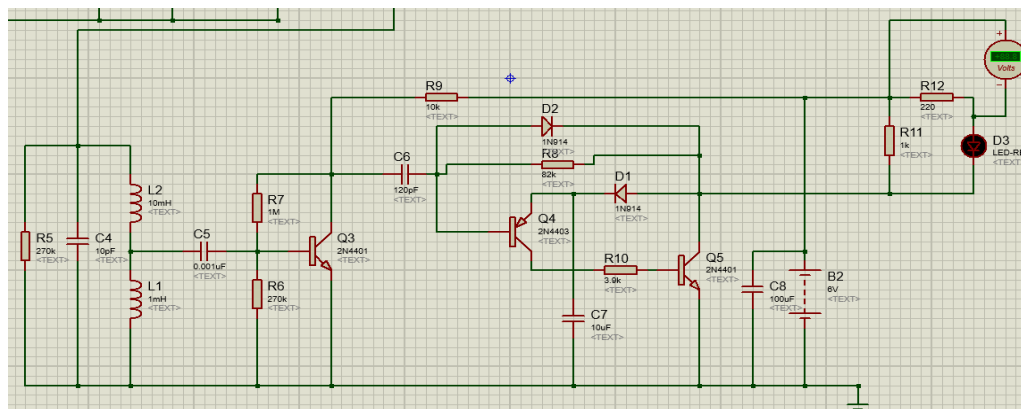 +
Volts
R9
10k
<TEXT>
R12
220
<TEXT>
D2
1N914
<TEXT>
R11
1k
<TEXT>
D3
LED-R
<TEXT>
C6
120pF
<TEXT>
R8
82k
<TEXT>
D1
1N914
<TEXT>
L2
10mH
<TEXT>
R7
1M
<TEXT>
Q4
2N4403
<TEXT>
R5
270k
<TEXT>
C4
10pF
<TEXT>
C5
0.001uF
<TEXT>
Q3
2N4401
<TEXT>
R10
3.9k
<TEXT>
Q5
2N4401
<TEXT>
L1
1mH
<TEXT>
R6
270k
<TEXT>
C7
10uF
<TEXT>
C8
100uF
<TEXT>
B2
6V
<TEXT>